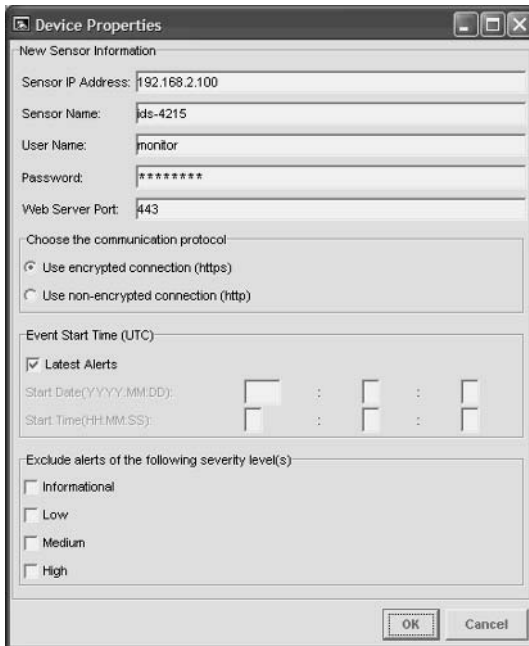 Device Properties
New Sensor Information
Sensor IP Address: 192.168.2.100
Sensor Name: ids-4215
User Name: monitor
Password: ********
Web Server Port: 443
Choose the communication protocol
Use encrypted connection (https)
Use non-encrypted connection (http)
Event Start Time (UTC)
Latest Alerts
Start Date(YYYY:MM:DD): : :
Start Time(HH:MM:SS): : :
Exclude alerts of the following severity level(s)
Informational
Low
Medium
High
OK Cancel